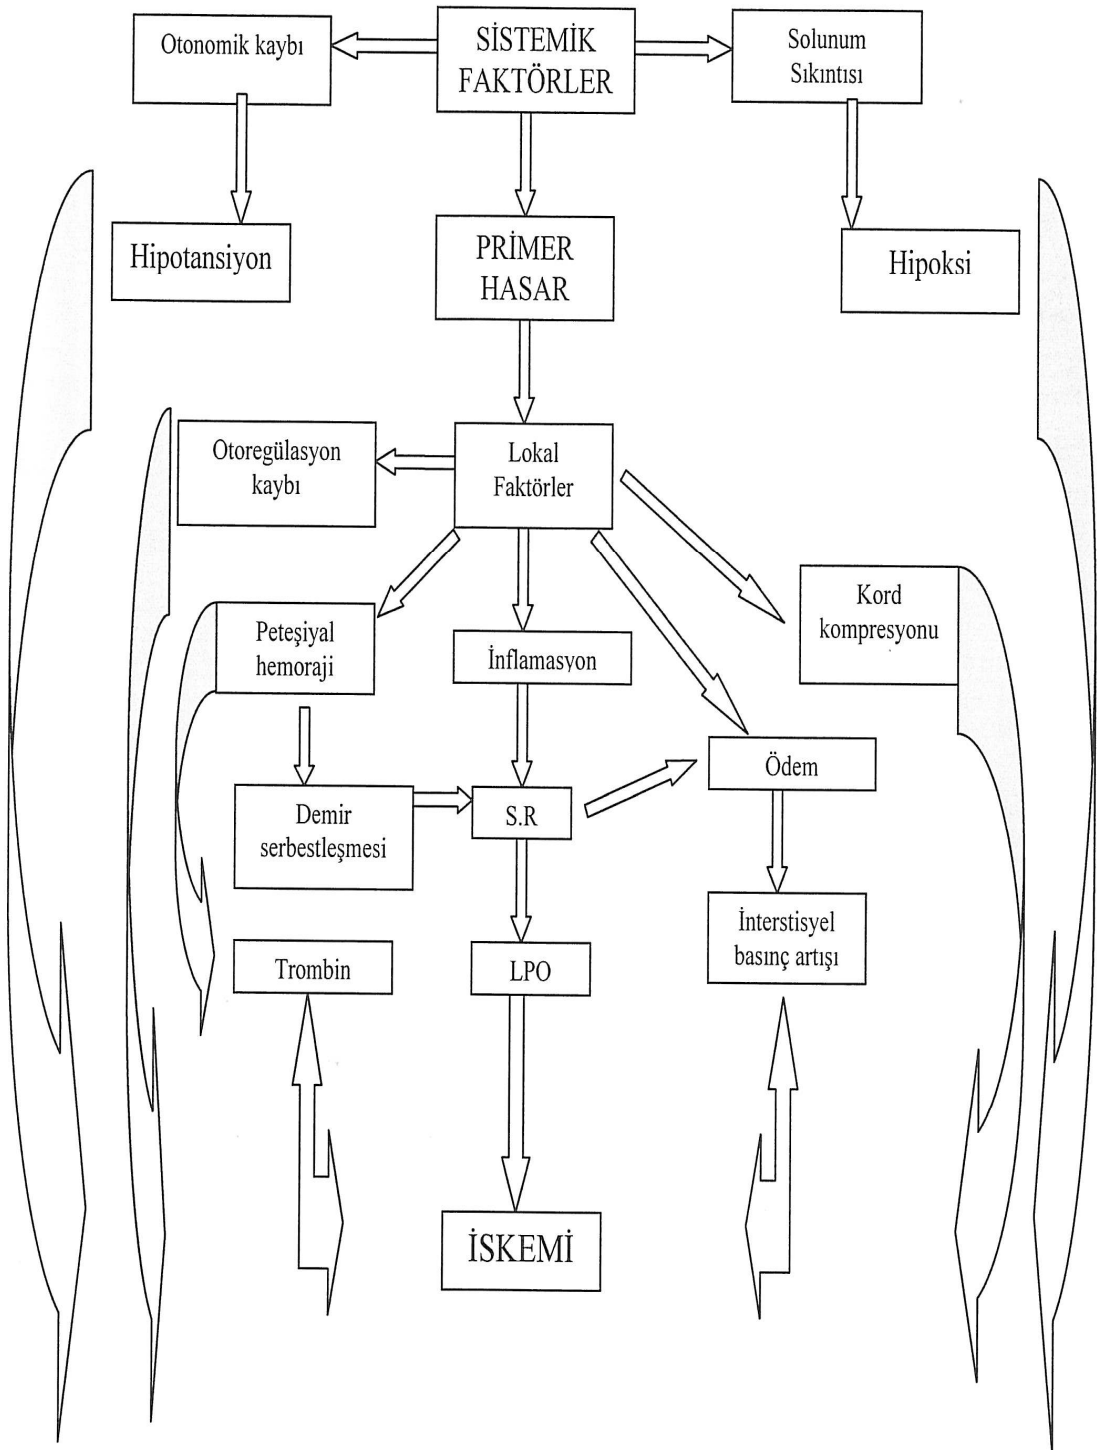 Otonomik kaybı
SİSTEMİK
FAKTÖRLER
Solunum
Sıkıntısı
Hipotansiyon
PRİMER
HASAR
Hipoksi
Otoregülasyon
kaybı
Lokal
Faktörler
Peteşiyal
hemoraji
İnflamasyon
Kord
kompresyonu
Ödem
Demir
serbestleşmesi
S.R
İnterstisyel
basınç artışı
Trombin
LPO
İSKEMİ